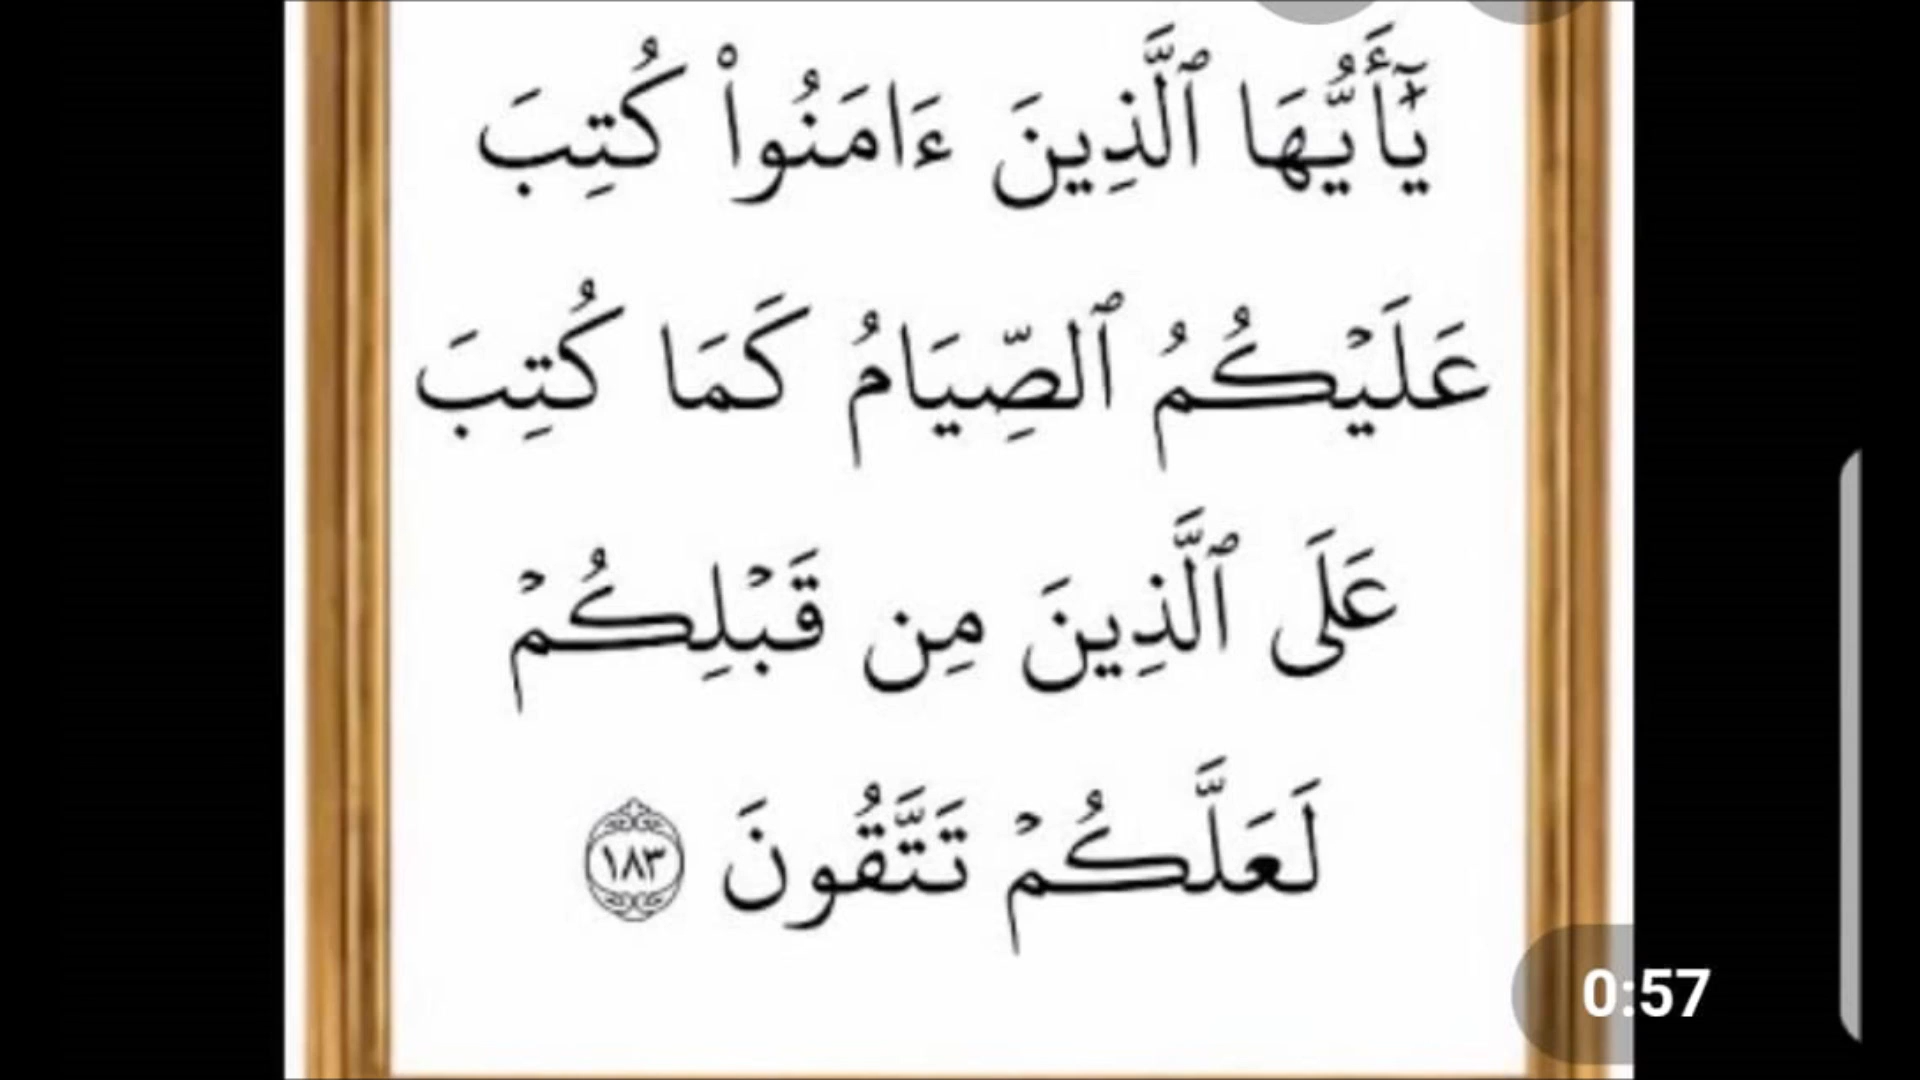 يَٰٓأَيُّهَا ٱلَّذِينَ ءَامَنُوا۟ كُتِبَ
عَلَيۡكُمُ ٱلصِّيَامُ كَمَا كُتِبَ
عَلَى ٱلَّذِينَ مِن قَبۡلِكُمۡ
لَعَلَّكُمۡ تَتَّقُونَ ١٨٣
0:57